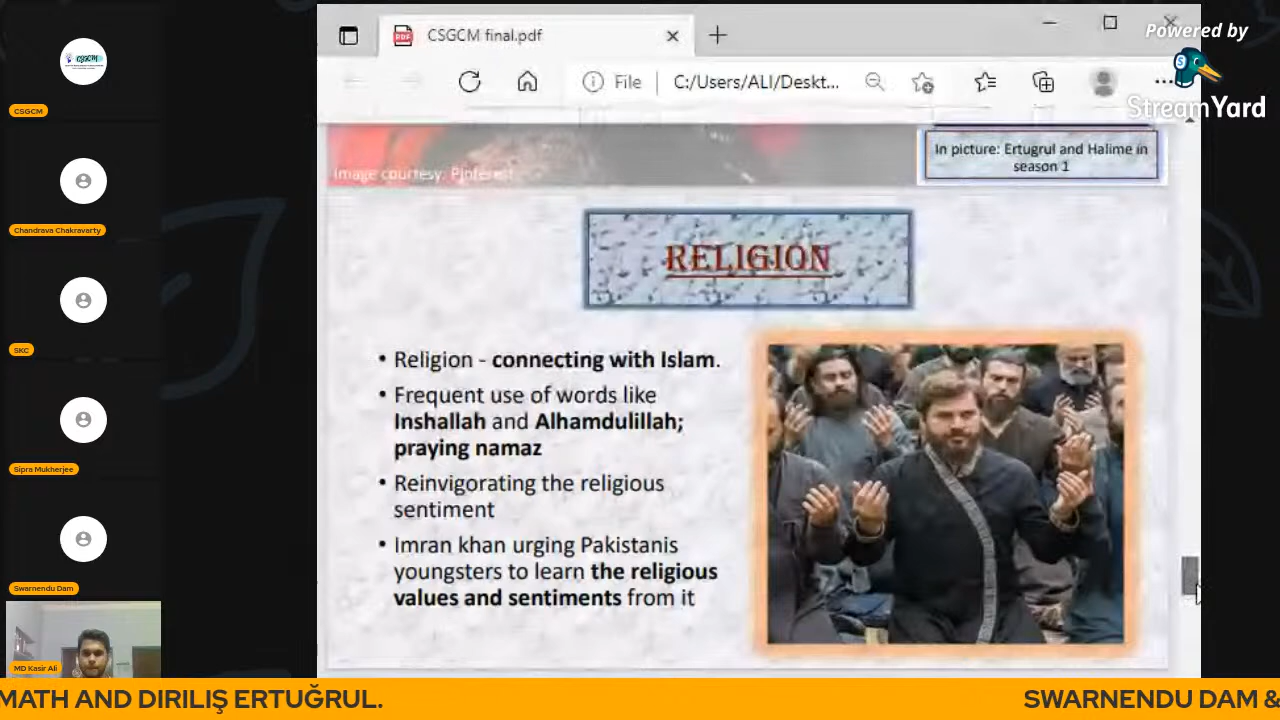 CSGCM final.pdf
File
C:/Users/ALI/Deskt...
Powered by
StreamYard
CSGCM
Chandrava Chakravarty
SKC
Sipra Mukherjee
Swarnendu Dam
MD Kasir Ali
Image courtesy: Pinterest
In picture: Ertugrul and Halime in
season 1
RELIGION
• Religion - connecting with Islam.
• Frequent use of words like
Inshallah and Alhamdulillah;
praying namaz
• Reinvigorating the religious
sentiment
• Imran khan urging Pakistanis
youngsters to learn the religious
values and sentiments from it
MATH AND DIRILIŞ ERTUĞRUL. SWARNENDU DAM &